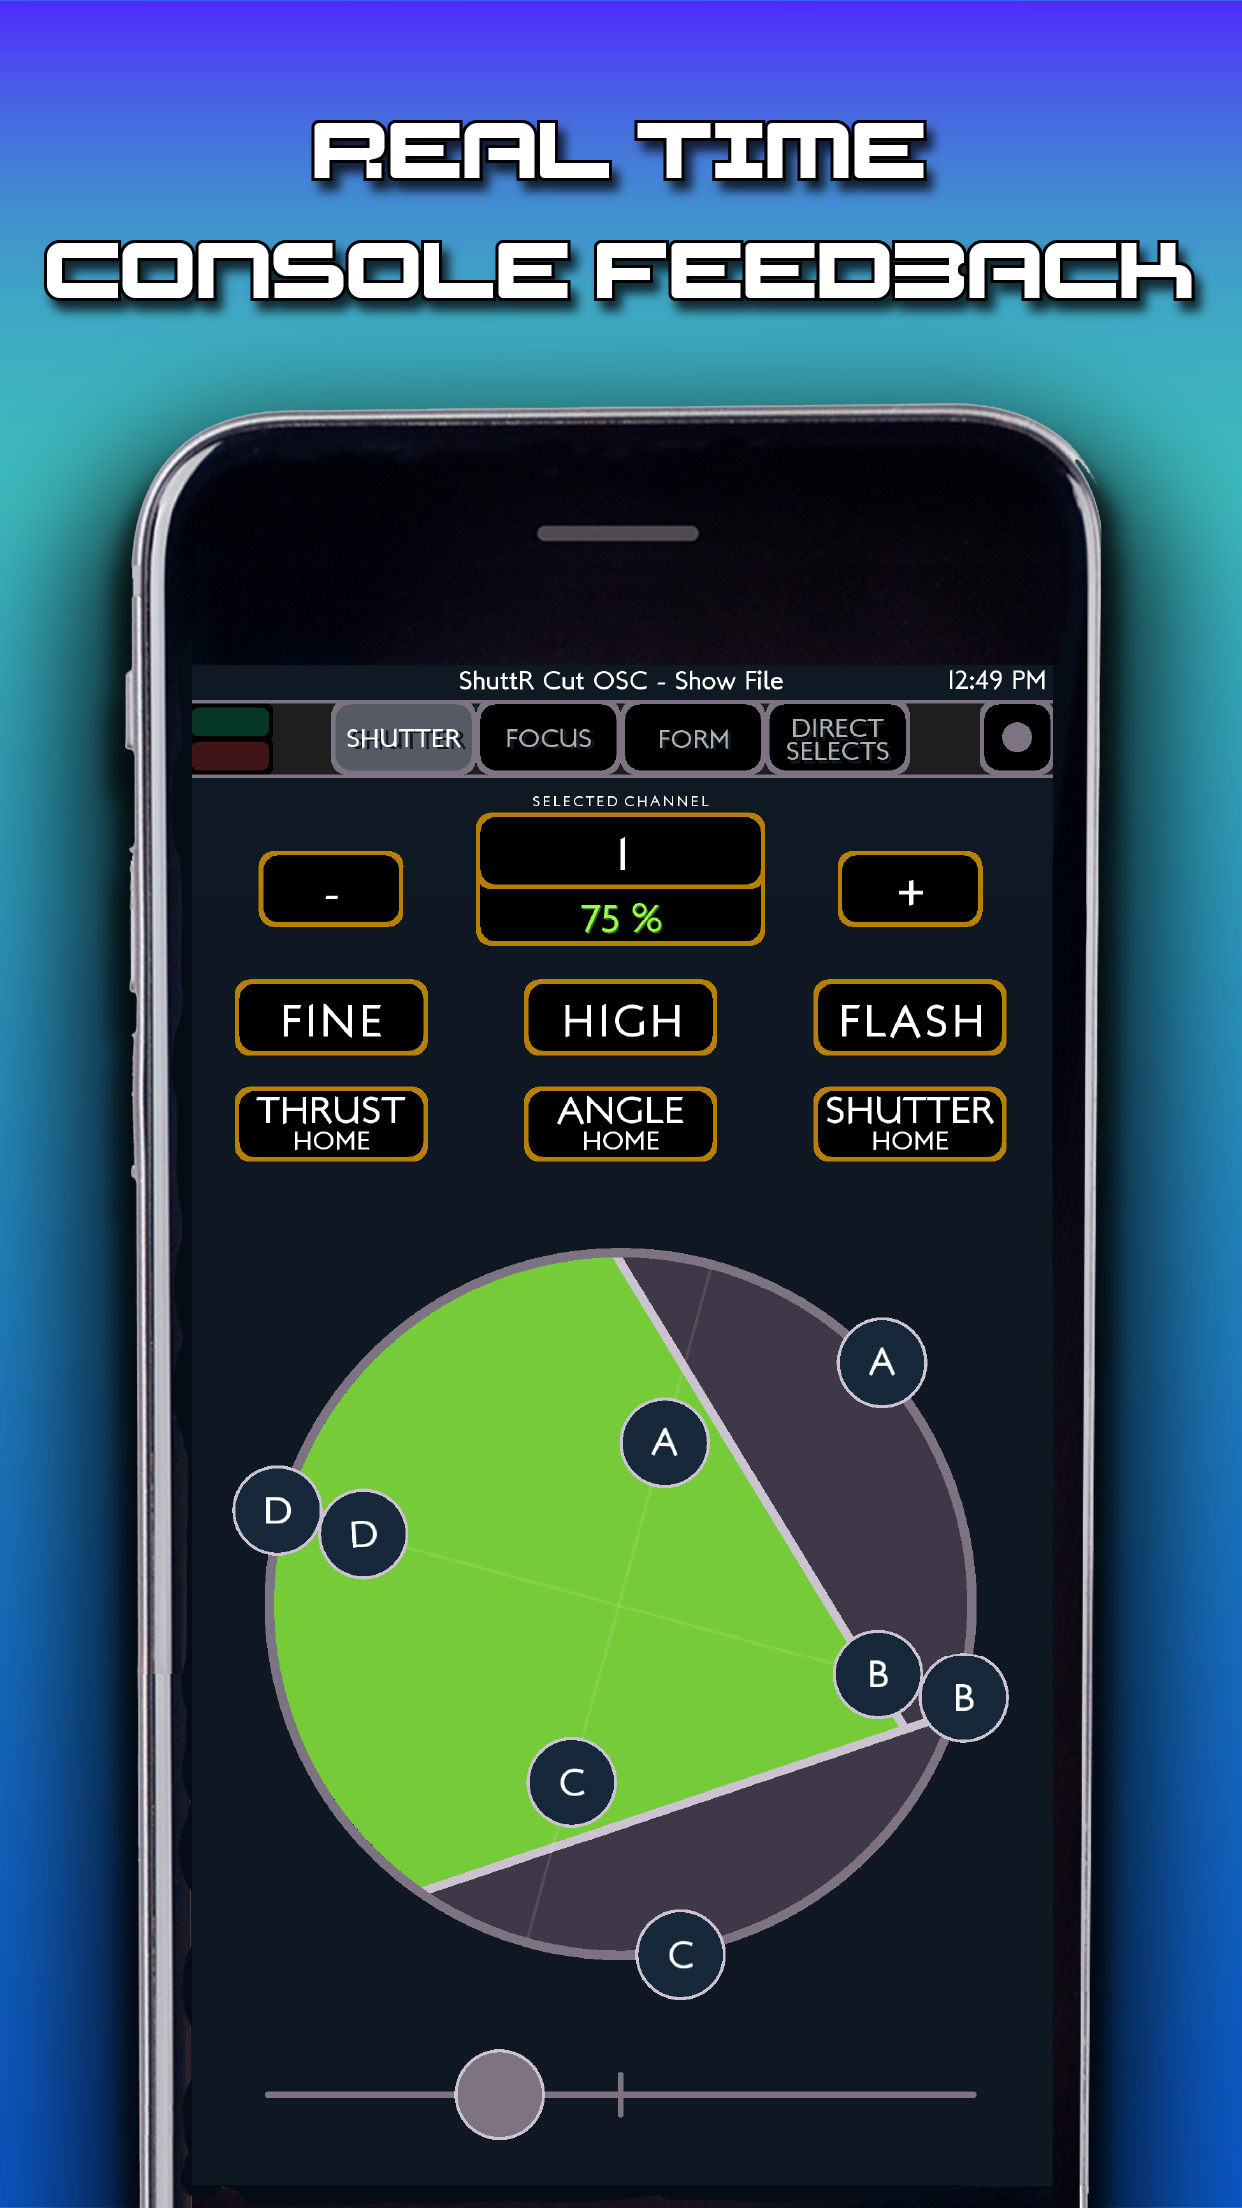 REAL TIME
CONSOLE FEEDBACK
ShuttR Cut OSC - Show File
12:49 PM
SHUTTER
FOCUS
FORM
DIRECT
SELECTS
SELECTED CHANNEL
-
1
+
75 %
FINE
HIGH
FLASH
THRUST
HOME
ANGLE
HOME
SHUTTER
HOME
A
A
D
D
B
B
C
C